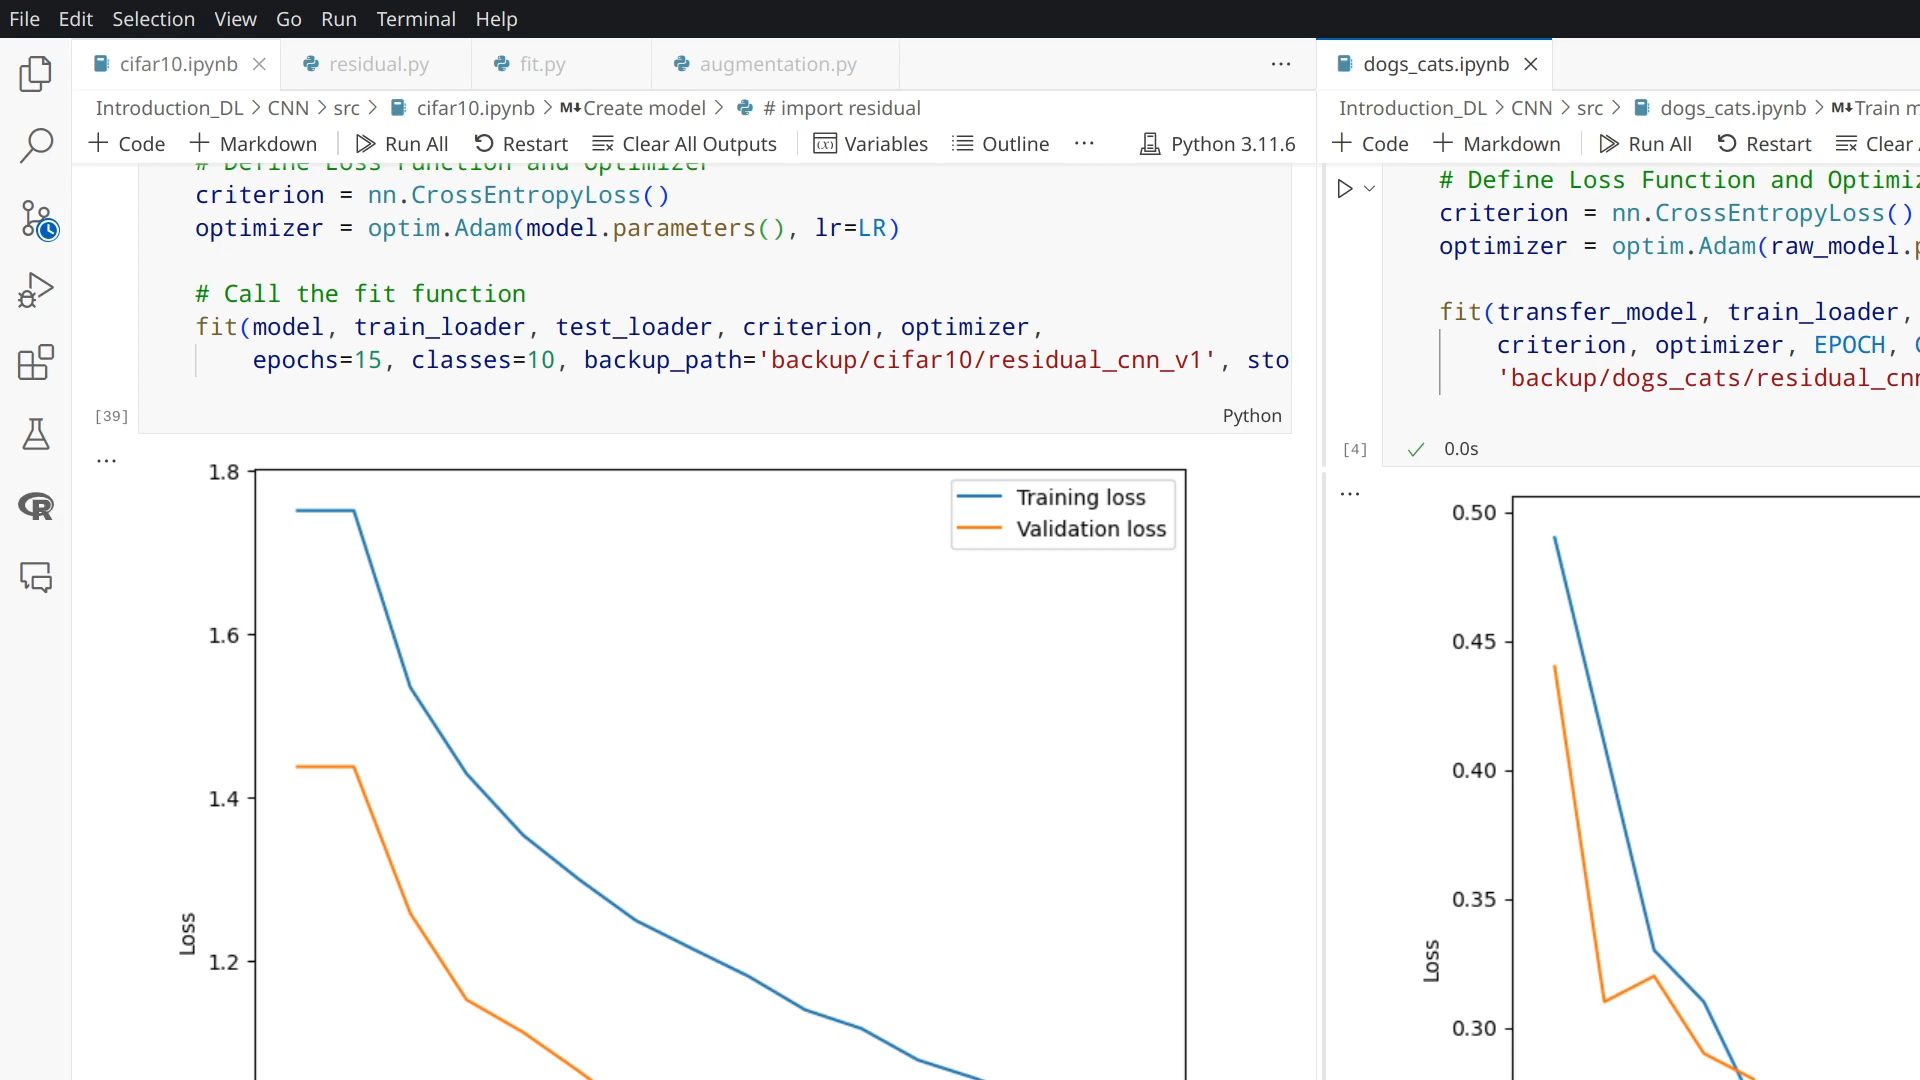 File Edit Selection View Go Run Terminal Help
cifar10.ipynb residual.py fit.py augmentation.py ...
Introduction_DL > CNN > src > cifar10.ipynb > M↓Create model > # import residual
+ Code + Markdown Run All Restart Clear All Outputs Variables Outline ... Python 3.11.6
# Define Loss Function and Optimizer
criterion = nn.CrossEntropyLoss()
optimizer = optim.Adam(model.parameters(), lr=LR)
# Call the fit function
fit(model, train_loader, test_loader, criterion, optimizer,
epochs=15, classes=10, backup_path='backup/cifar10/residual_cnn_v1', sto
[39]
Python
...
1.8
Training loss
Validation loss
1.6
1.4
Loss
1.2
dogs_cats.ipynb
Introduction_DL > CNN > src > dogs_cats.ipynb > M↓Train m
+ Code + Markdown Run All Restart Clear
# Define Loss Function and Optimiz
criterion = nn.CrossEntropyLoss()
optimizer = optim.Adam(raw_model.p
fit(transfer_model, train_loader,
criterion, optimizer, EPOCH,
'backup/dogs_cats/residual_cnn
[4] 0.0s
...
0.50
0.45
0.40
0.35
Loss
0.30